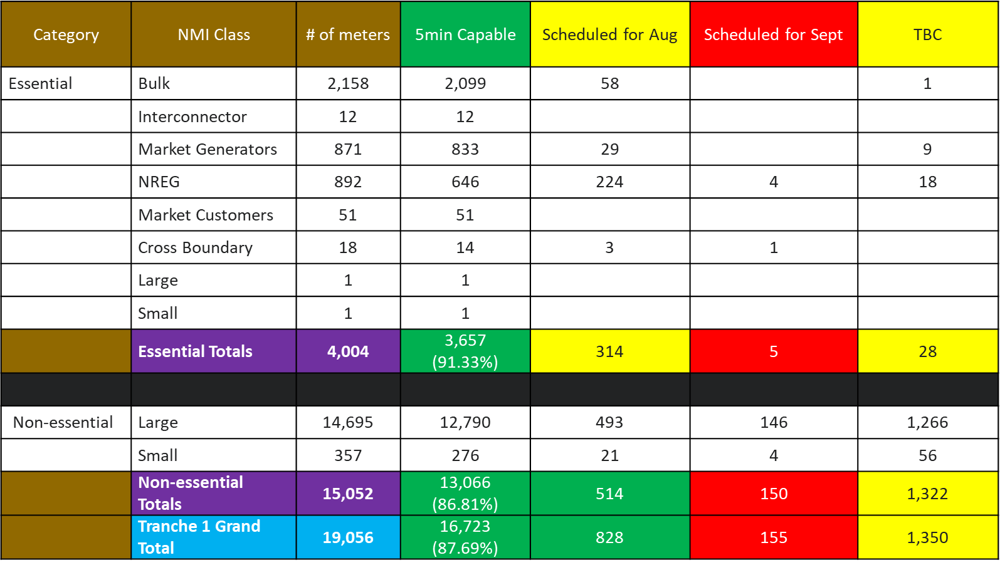 Category NMI Class # of meters 5min Capable Scheduled for Aug Scheduled for Sept TBC
Essential Bulk 2,158 2,099 58 1
Interconnector 12 12
Market Generators 871 833 29 9
NREG 892 646 224 4 18
Market Customers 51 51
Cross Boundary 18 14 3 1
Large 1 1
Small 1 1
Essential Totals 4,004 3,657 (91.33%) 314 5 28
Non-essential Large 14,695 12,790 493 146 1,266
Small 357 276 21 4 56
Non-essential Totals 15,052 13,066 (86.81%) 514 150 1,322
Tranche 1 Grand Total 19,056 16,723 (87.69%) 828 155 1,350